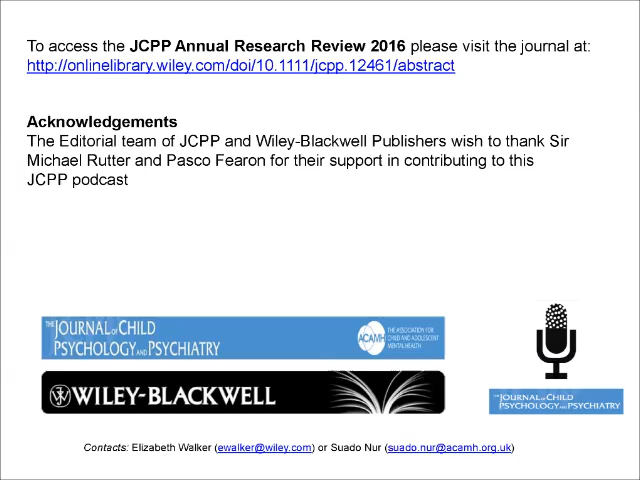 To access the JCPP Annual Research Review 2016 please visit the journal at:
http://onlinelibrary.wiley.com/doi/10.1111/jcpp.12461/abstract
Acknowledgements
The Editorial team of JCPP and Wiley-Blackwell Publishers wish to thank Sir
Michael Rutter and Pasco Fearon for their support in contributing to this
JCPP podcast
THE JOURNAL OF CHILD
PSYCHOLOGY AND PSYCHIATRY
ACAMH
THE ASSOCIATION FOR
CHILD AND ADOLESCENT
MENTAL HEALTH
WILEY-BLACKWELL
THE JOURNAL OF CHILD
PSYCHOLOGY AND PSYCHIATRY
Contacts: Elizabeth Walker (ewalker@wiley.com) or Suado Nur (suado.nur@acamh.org.uk)